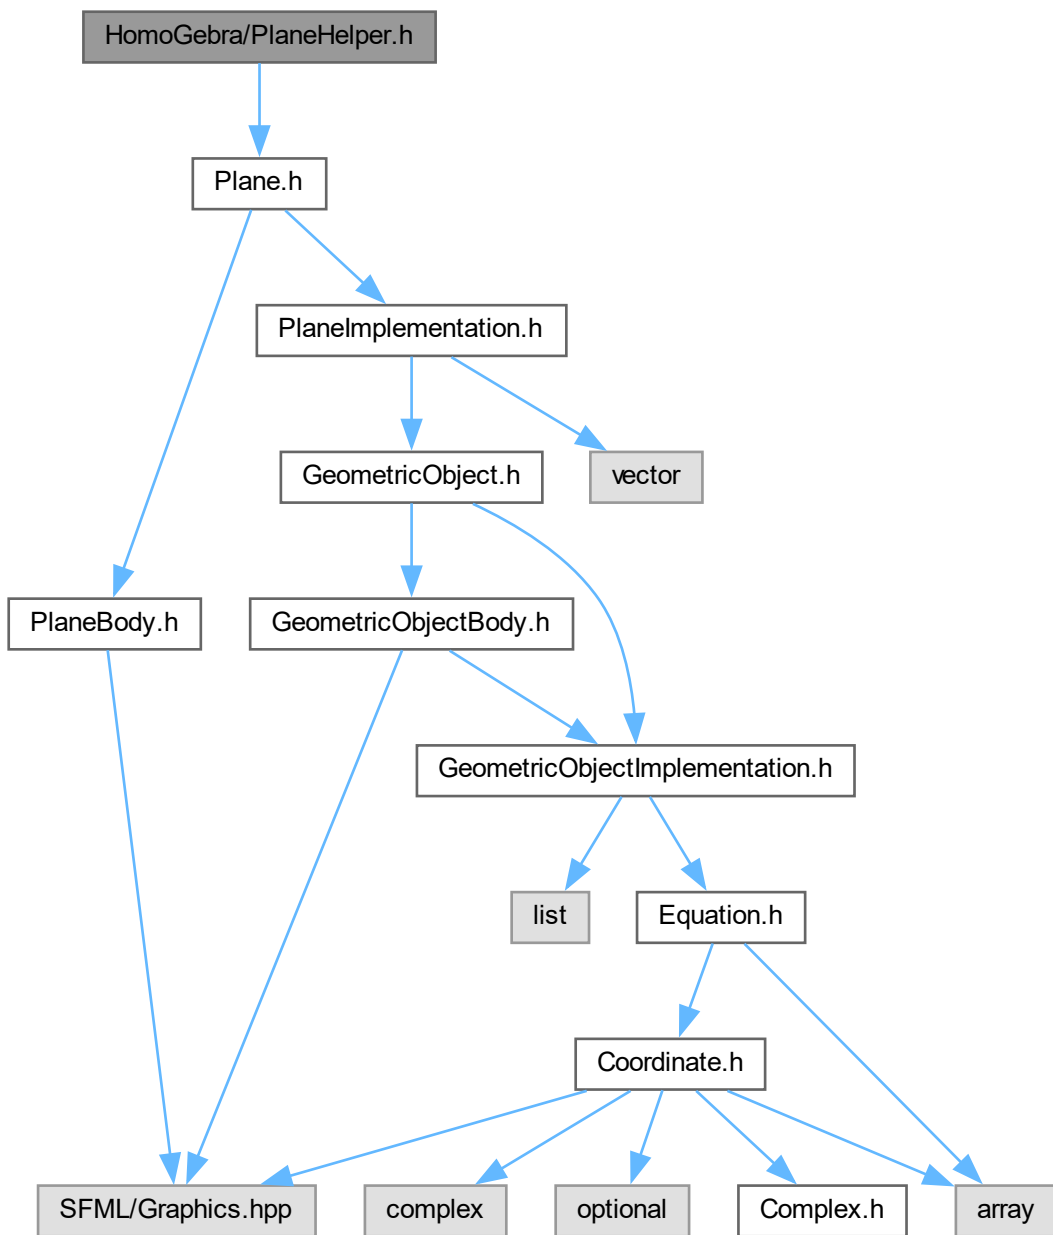 HomoGebra/PlaneHelper.h
Plane.h
PlaneImplementation.h
GeometricObject.h
vector
PlaneBody.h
GeometricObjectBody.h
GeometricObjectImplementation.h
list
Equation.h
Coordinate.h
SFML/Graphics.hpp
complex
optional
Complex.h
array